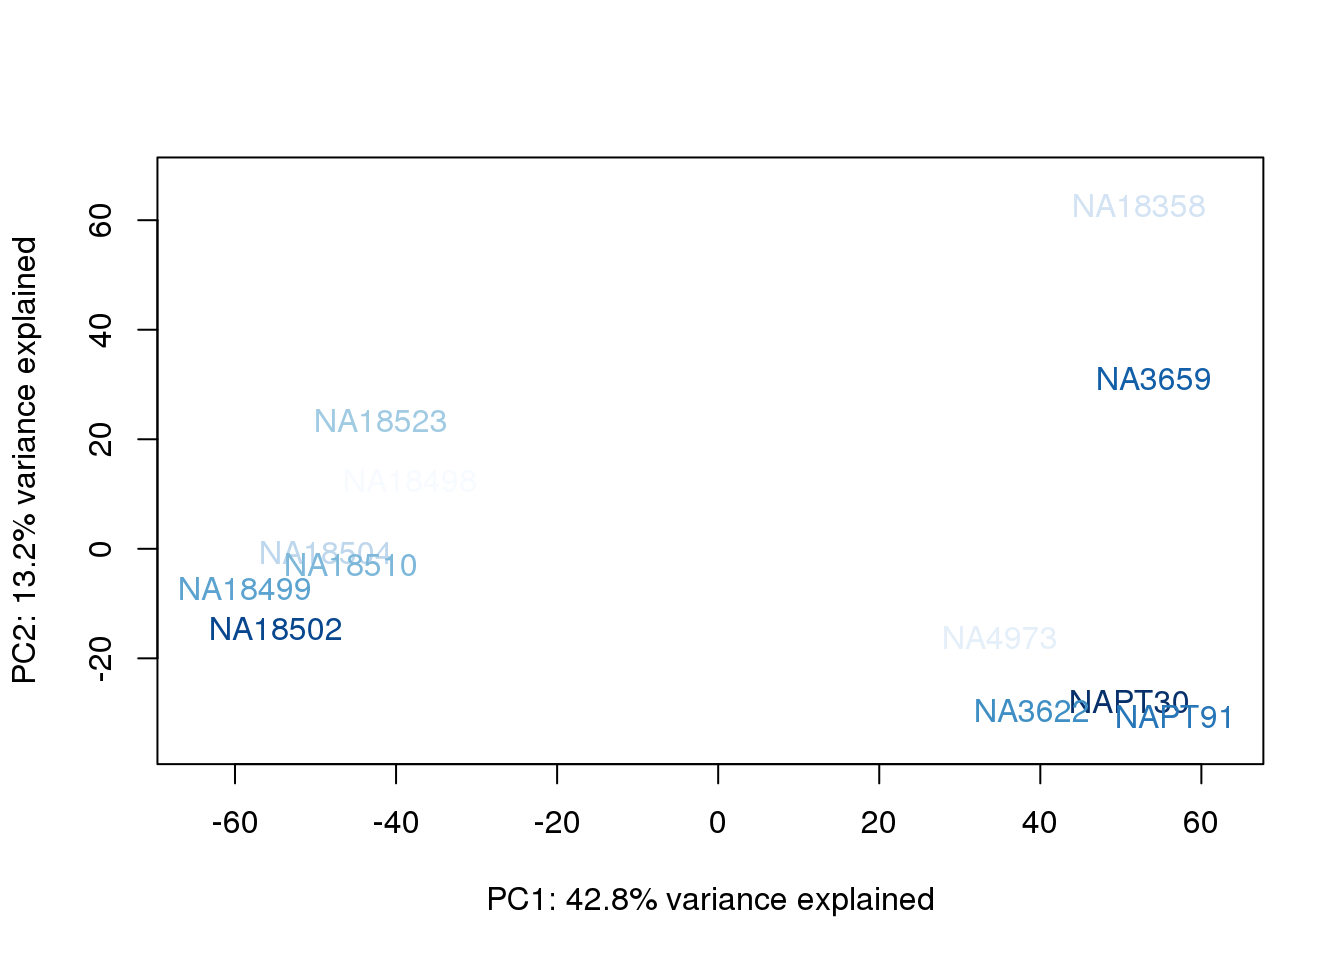 60
40
20
0
-20
PC2: 13.2% variance explained
NA18358
NA3659
NA18523
NA18498
NA18504
NA18510
NA18499
NA18502
NA4973
NAPT30
NA3622
NAPT91
-60 -40 -20 0 20 40 60
PC1: 42.8% variance explained